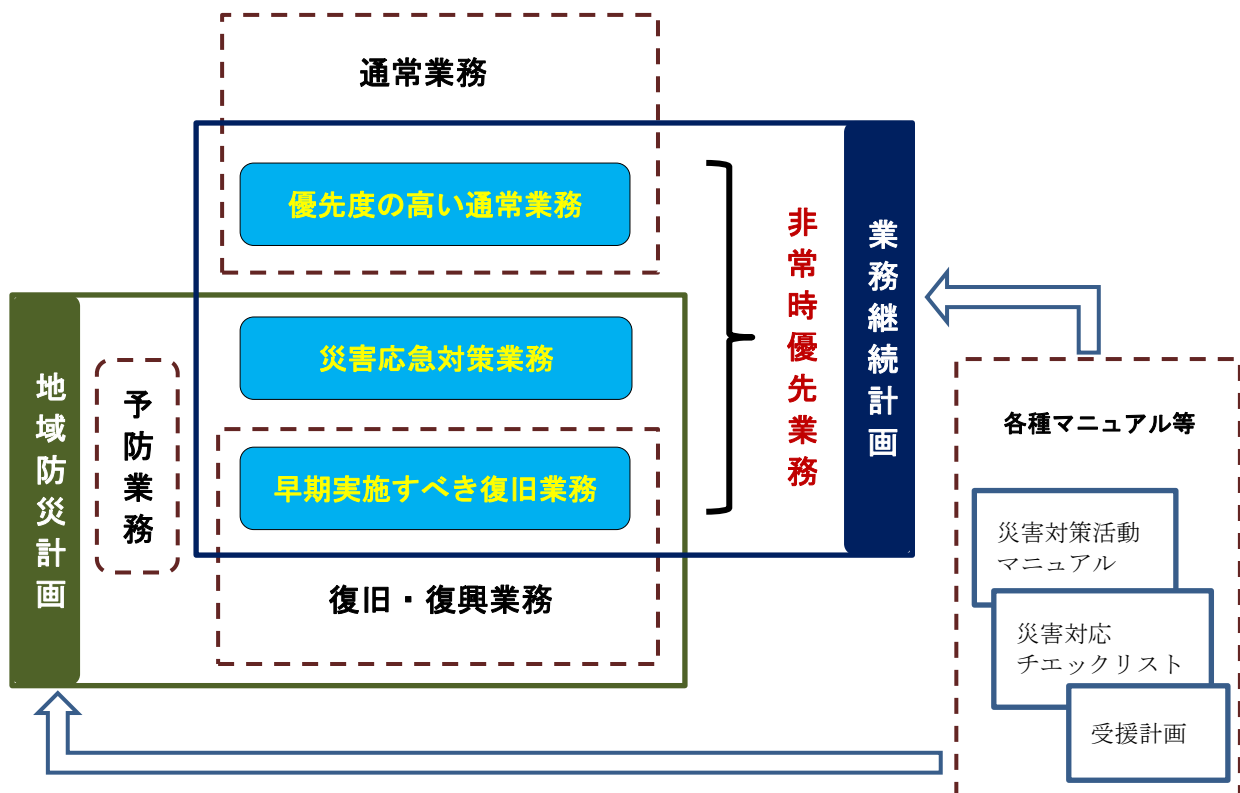 通常業務
優先度の高い通常業務
災害応急対策業務
早期実施すべき復旧業務
復旧・復興業務
非常時優先業務
業務継続計画
地域防災計画
予防業務
各種マニュアル等
災害対策活動
マニュアル
災害対応
チエックリスト
受援計画